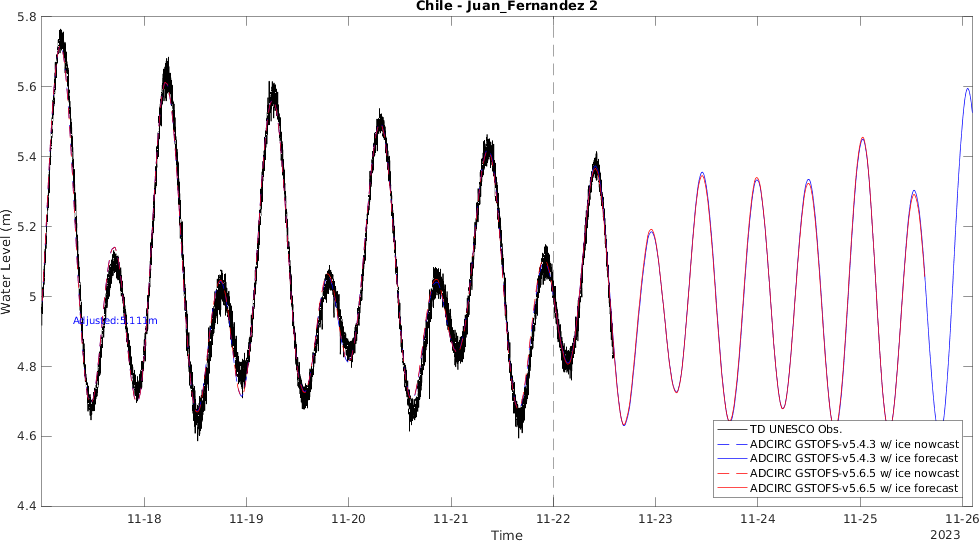 Chile - Juan_Fernandez 2
5.8
5.6
5.4
5.2
5
4.8
4.6
4.4
Water Level (m)
Adjusted:5.111m
TD UNESCO Obs.
ADCIRC GSTOFS-v5.4.3 w/ ice nowcast
ADCIRC GSTOFS-v5.4.3 w/ ice forecast
ADCIRC GSTOFS-v5.6.5 w/ ice nowcast
ADCIRC GSTOFS-v5.6.5 w/ ice forecast
11-18 11-19 11-20 11-21 11-22 11-23 11-24 11-25 11-26
Time
2023